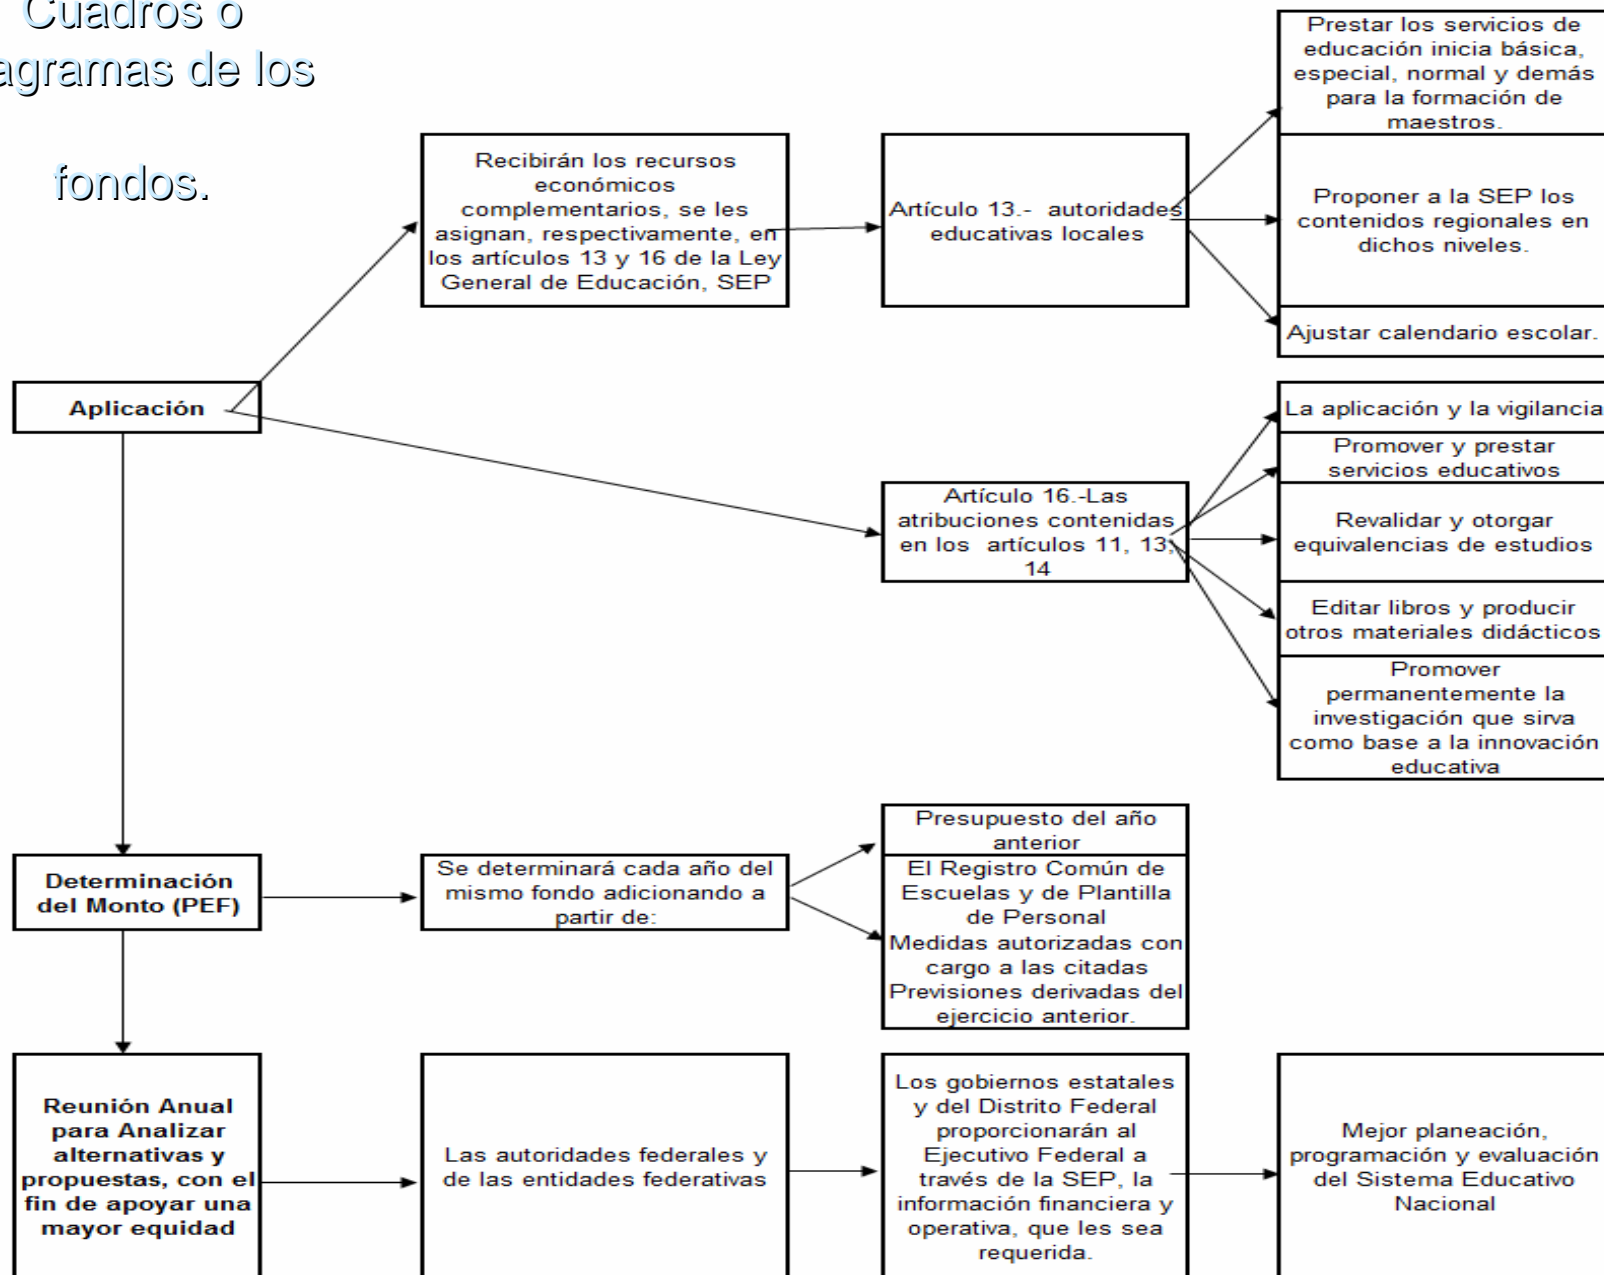 Cuadros o
agramas de los
fondos.
Prestar los servicios de
educación inicia básica,
especial, normal y demás
para la formación de
maestros.
Recibirán los recursos
económicos
complementarios, se les
asignan, respectivamente, en
los artículos 13 y 16 de la Ley
General de Educación, SEP
Artículo 13.- autoridades
educativas locales
Proponer a la SEP los
contenidos regionales en
dichos niveles.
Ajustar calendario escolar.
Aplicación
La aplicación y la vigilancia
Promover y prestar
servicios educativos
Artículo 16.-Las
atribuciones contenidas
en los artículos 11, 13,
14
Revalidar y otorgar
equivalencias de estudios
Editar libros y producir
otros materiales didácticos
Promover
permanentemente la
investigación que sirva
como base a la innovación
educativa
Determinación
del Monto (PEF)
Se determinará cada año del
mismo fondo adicionando a
partir de:
Presupuesto del año
anterior
El Registro Común de
Escuelas y de Plantilla
de Personal
Medidas autorizadas con
cargo a las citadas
Previsiones derivadas del
ejercicio anterior.
Reunión Anual
para Analizar
alternativas y
propuestas, con el
fin de apoyar una
mayor equidad
Las autoridades federales y
de las entidades federativas
Los gobiernos estatales
y del Distrito Federal
proporcionarán al
Ejecutivo Federal a
través de la SEP, la
información financiera y
operativa, que les sea
requerida.
Mejor planeación,
programación y evaluación
del Sistema Educativo
Nacional